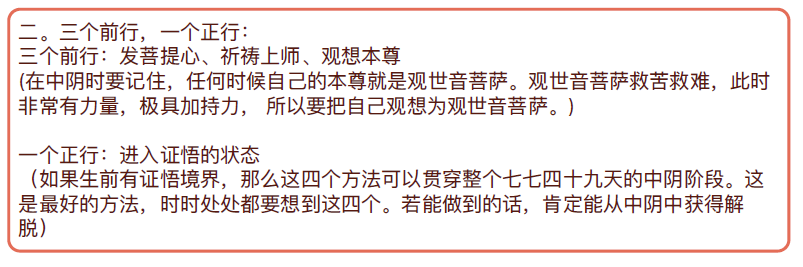 二。三个前行，一个正行：
三个前行：发菩提心、祈祷上师、观想本尊
(在中阴时要记住，任何时候自己的本尊就是观世音菩萨。观世音菩萨救苦救难，此时
非常有力量，极具加持力， 所以要把自己观想为观世音菩萨。)
一个正行：进入证悟的状态
（如果生前有证悟境界，那么这四个方法可以贯穿整个七七四十九天的中阴阶段。这
是最好的方法，时时处处都要想到这四个。若能做到的话，肯定能从中阴中获得解
脱）